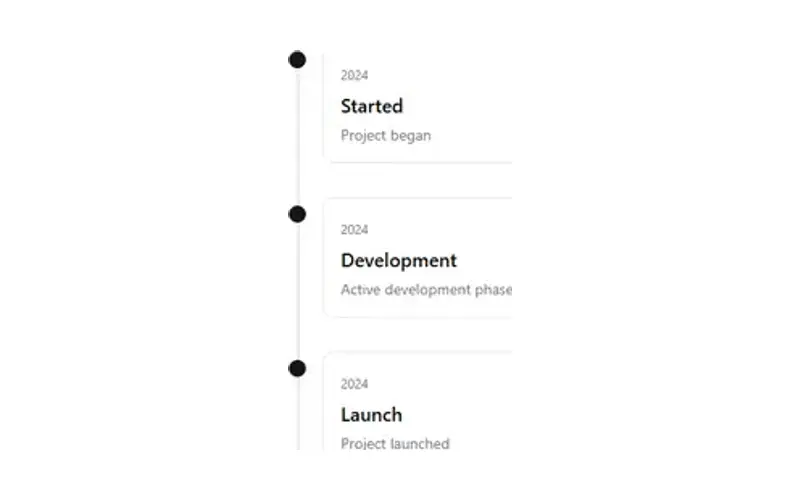 2024
Started
Project began
2024
Development
Active development phase
2024
Launch
Project launched